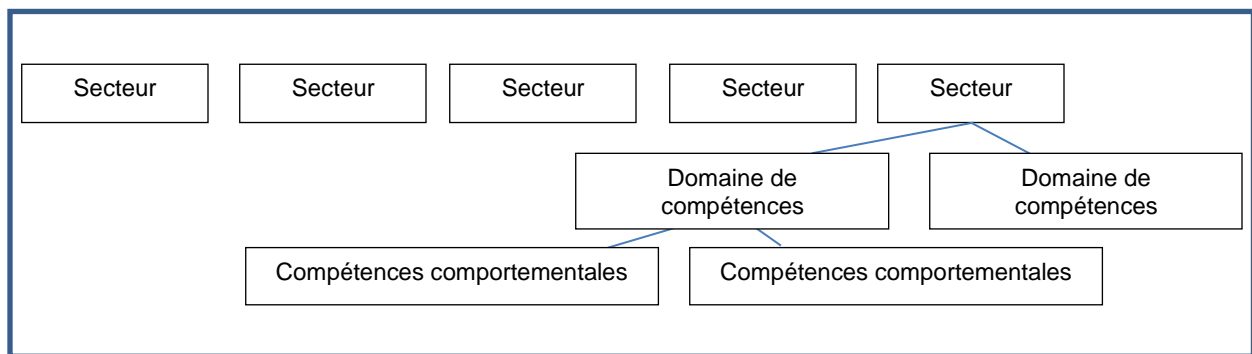 Secteur
Secteur
Secteur
Secteur
Secteur
Domaine de
compétences
Domaine de
compétences
Compétences comportementales
Compétences comportementales